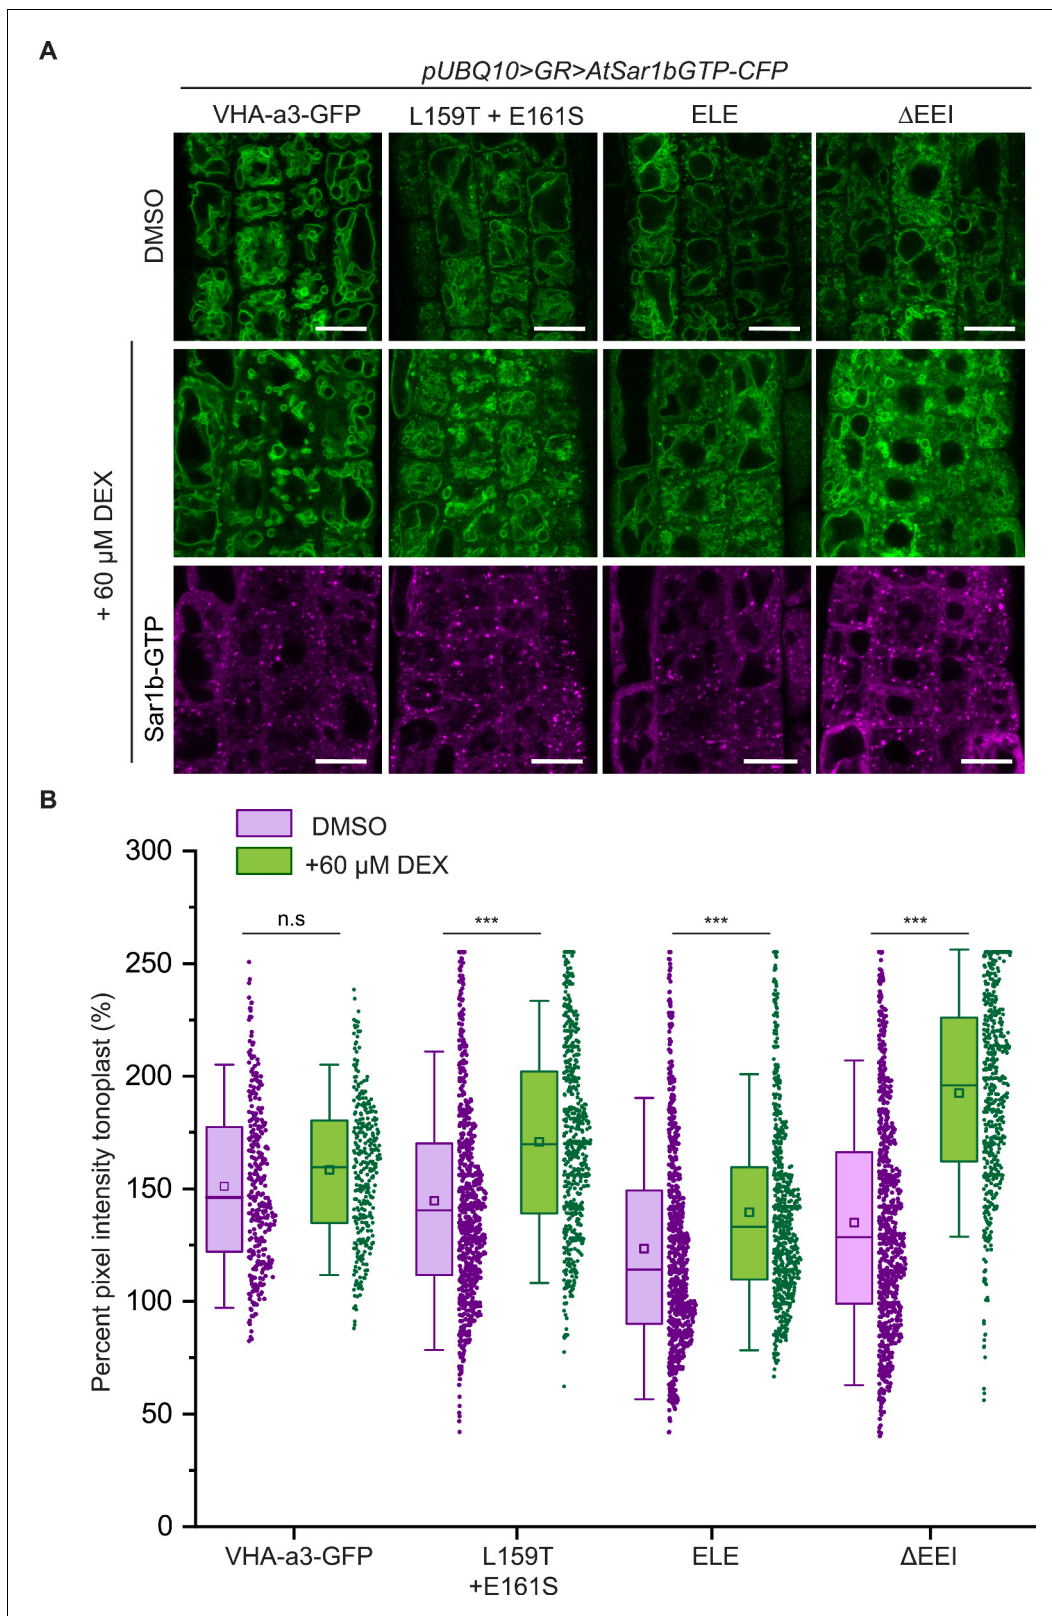 A
pUBQ10>GR>AtSar1bGTP-CFP
VHA-a3-GFP L159T + E161S ELE ΔEEI
DMSO
+ 60 µM DEX
Sar1b-GTP
B
DMSO
+60 µM DEX
Percent pixel intensity tonoplast (%)
300
250
200
150
100
50
0
n.s *** *** ***
VHA-a3-GFP L159T ELE ΔEEI
+E161S